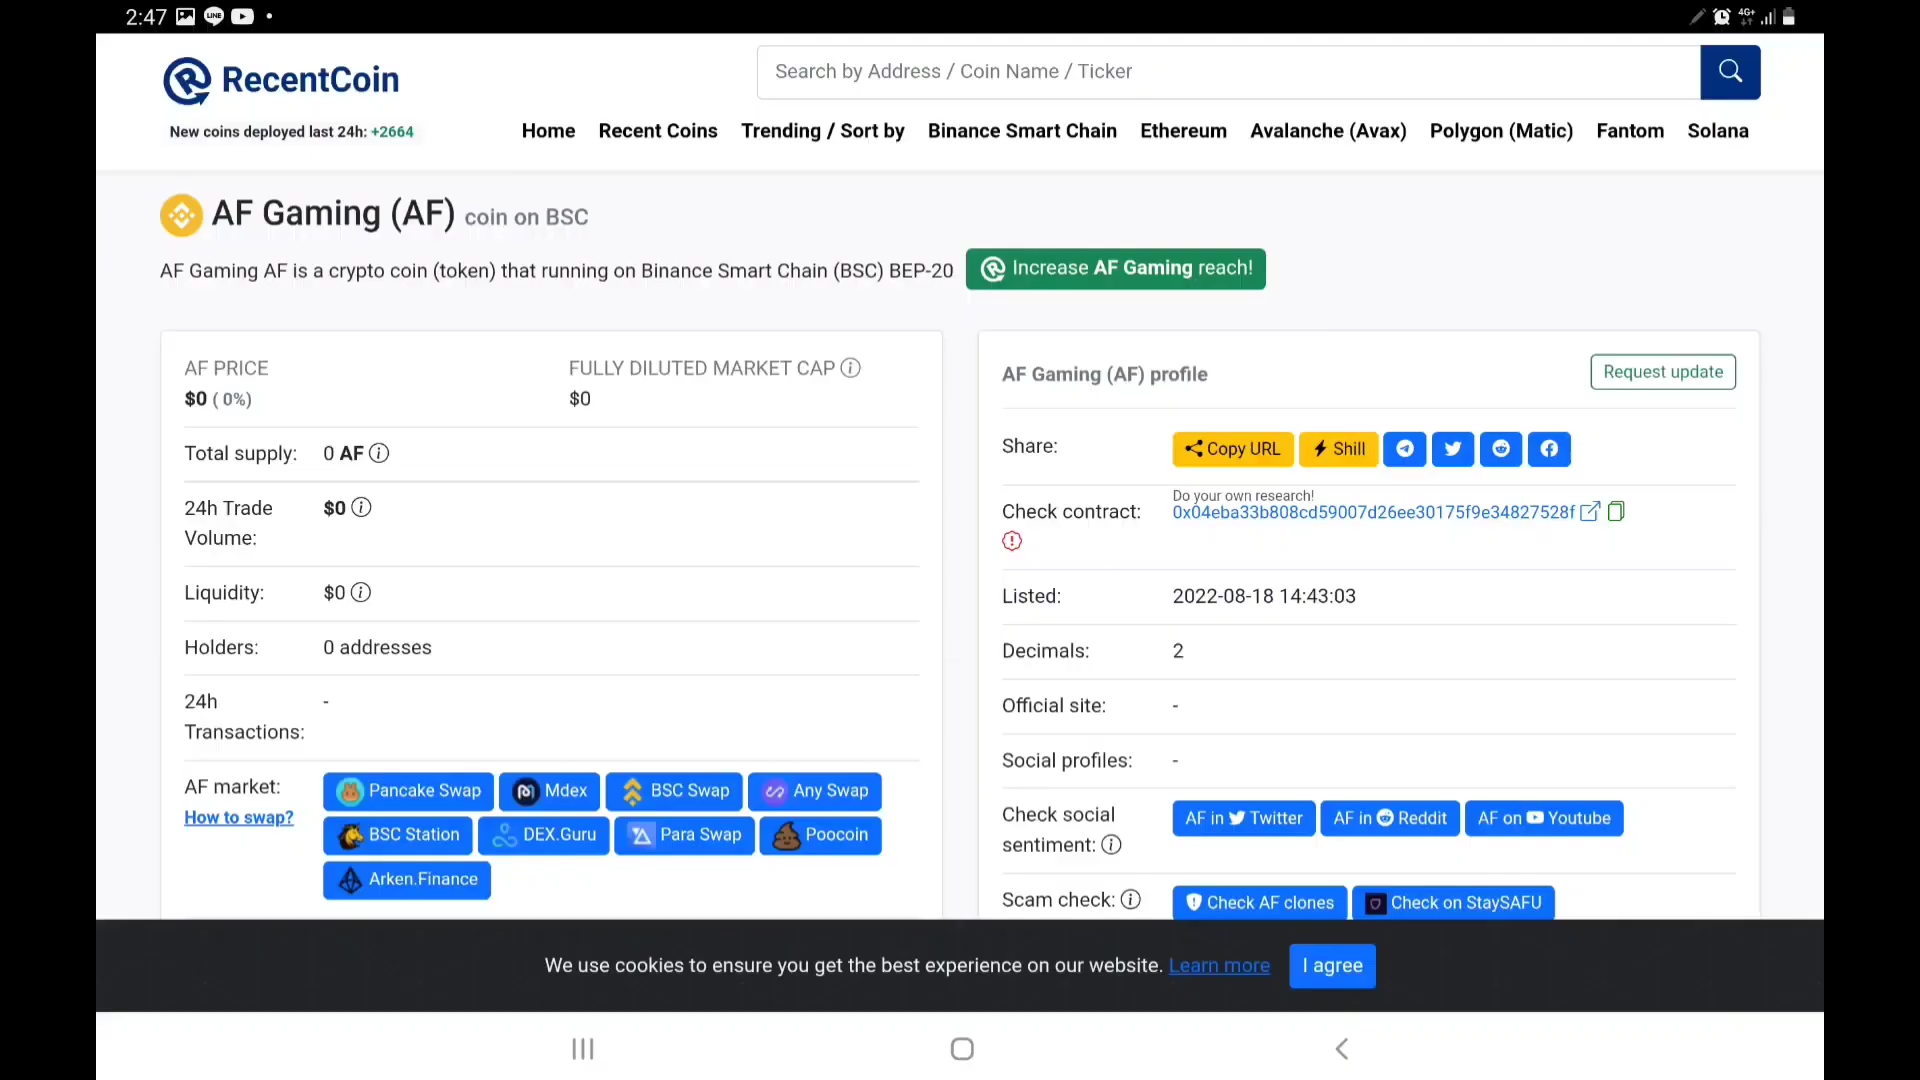 2:47
LINE
4G+
RecentCoin
Search by Address / Coin Name / Ticker
New coins deployed last 24h: +2664
Home Recent Coins Trending / Sort by Binance Smart Chain Ethereum Avalanche (Avax) Polygon (Matic) Fantom Solana
AF Gaming (AF) coin on BSC
AF Gaming AF is a crypto coin (token) that running on Binance Smart Chain (BSC) BEP-20
Increase AF Gaming reach!
AF PRICE
$0 ( 0%)
FULLY DILUTED MARKET CAP
$0
Total supply: 0 AF
24h Trade
Volume:
$0
Liquidity: $0
Holders: 0 addresses
24h
Transactions:
-
AF market:
How to swap?
Pancake Swap Mdex BSC Swap Any Swap
BSC Station DEX.Guru Para Swap Poocoin
Arken.Finance
AF Gaming (AF) profile
Request update
Share: Copy URL Shill
Do your own research!
Check contract: 0x04eba33b808cd59007d26ee30175f9e34827528f
Listed: 2022-08-18 14:43:03
Decimals: 2
Official site: -
Social profiles: -
Check social
sentiment:
AF in Twitter AF in Reddit AF on Youtube
Scam check: Check AF clones Check on StaySAFU
We use cookies to ensure you get the best experience on our website. Learn more I agree